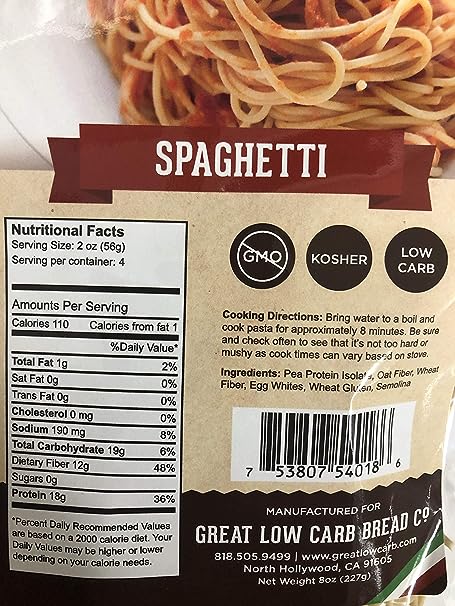 SPAGHETTI
Nutritional Facts
Serving Size: 2 oz (56g)
Serving per container: 4
Amounts Per Serving
Calories 110 Calories from fat 1
%Daily Value*
Total Fat 1g 2%
Sat Fat 0g 0%
Trans Fat 0g 0%
Cholesterol 0 mg 0%
Sodium 190 mg 8%
Total Carbohydrate 19g 6%
Dietary Fiber 12g 48%
Sugars 0g
Protein 18g 36%
*Percent Daily Recommended Values
are based on a 2000 calorie diet. Your
Daily Values may be higher or lower
depending on your calorie needs.
GMO
KOSHER
LOW
CARB
Cooking Directions: Bring water to a boil and
cook pasta for approximately 8 minutes. Be sure
and check often to see that it's not too hard or
mushy as cook times can vary based on stove.
Ingredients: Pea Protein Isolate, Oat Fiber, Wheat
Fiber, Egg Whites, Wheat Gluten, Semolina
7 53807 54018 6
MANUFACTURED FOR
GREAT LOW CARB BREAD Co
818.505.9499 | www.greatlowcarb.com
North Hollywood, CA 91605
Net Weight 8oz (227g)